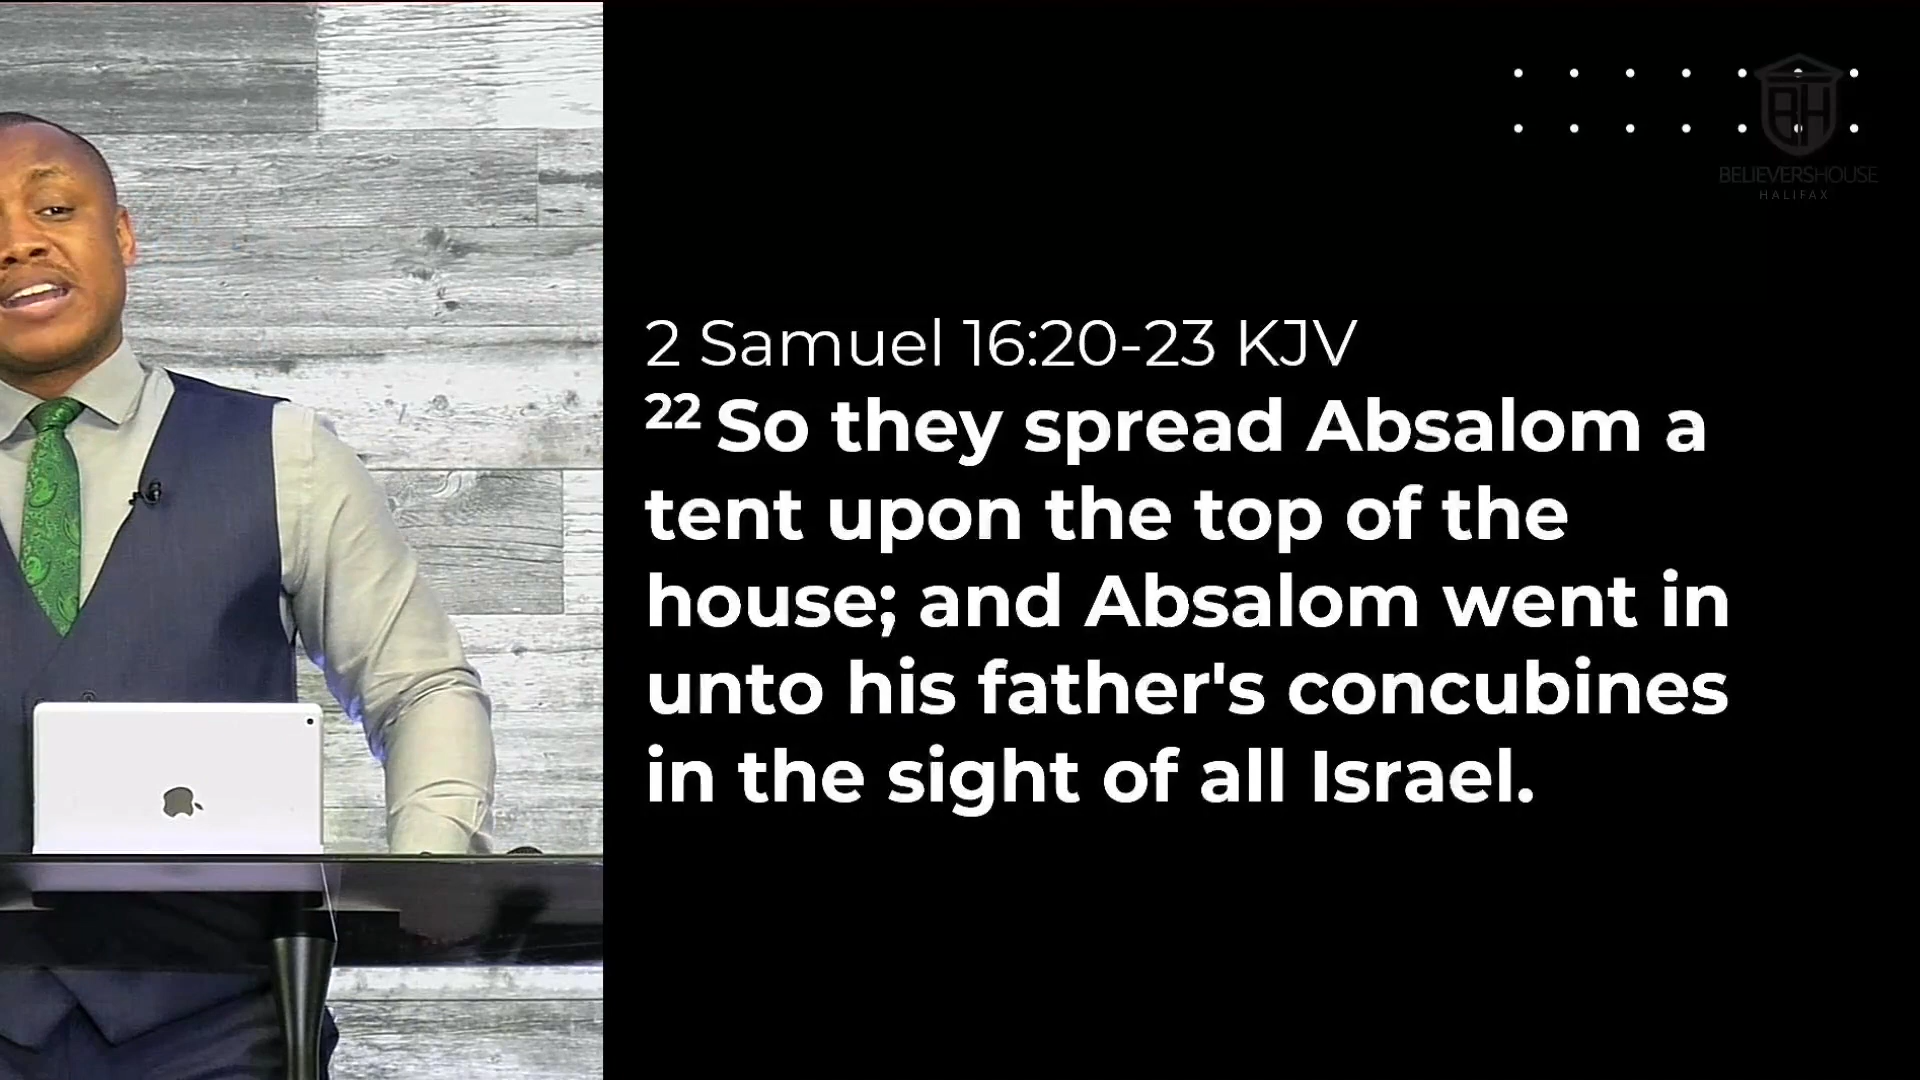 BH
BELIEVERSHOUSE
HALIFAX
2 Samuel 16:20-23 KJV
22 So they spread Absalom a
tent upon the top of the
house; and Absalom went in
unto his father's concubines
in the sight of all Israel.